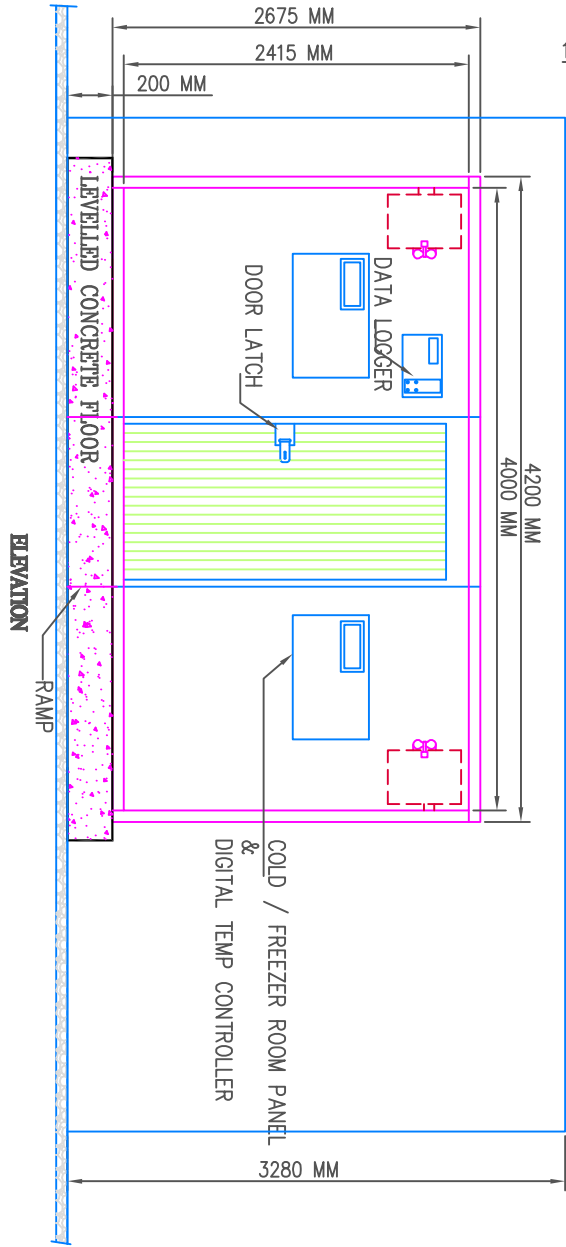 2675 MM
2415 MM
200 MM
1
LEVELLED CONCRETE FLOOR
DOOR LATCH
DATA LOGGER
4200 MM
4000 MM
ELEVATION
RAMP
COLD / FREEZER ROOM PANEL
&
DIGITAL TEMP CONTROLLER
3280 MM